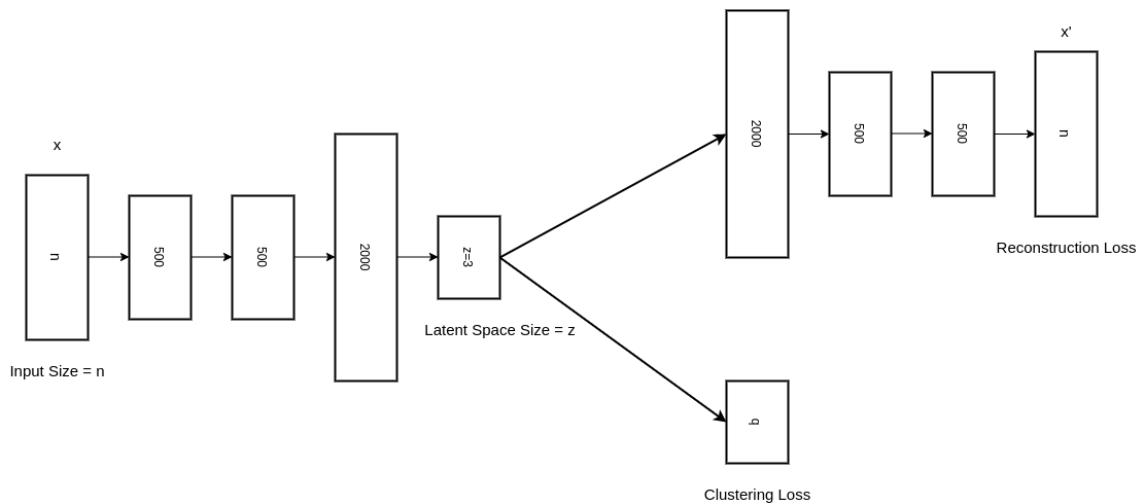 x
n
500
500
2000
z=3
Input Size = n
Latent Space Size = z
2000
500
500
x'
n
Reconstruction Loss
q
Clustering Loss